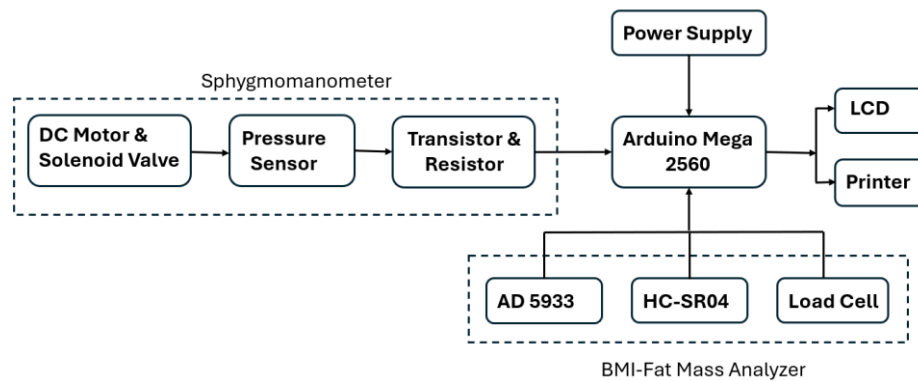 Power Supply
Sphygmomanometer
DC Motor &
Solenoid Valve
Pressure
Sensor
Transistor &
Resistor
Arduino Mega
2560
LCD
Printer
AD 5933
HC-SR04
Load Cell
BMI-Fat Mass Analyzer